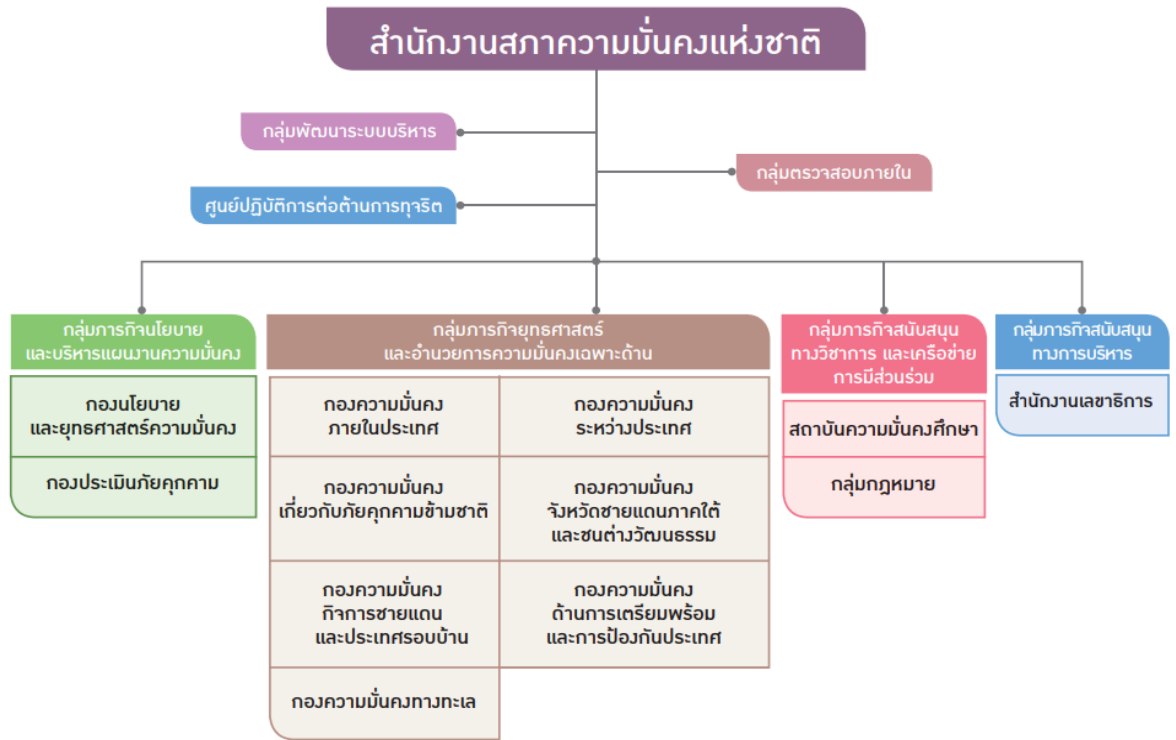 สำนักงานสภาความมั่นคงแห่งชาติ
กลุ่มพัฒนาระบบบริหาร
กลุ่มตรวจสอบภายใน
ศูนย์ปฏิบัติการต่อต้านการทุจริต
กลุ่มภารกิจนโยบาย
และบริหารแผนงานความมั่นคง
กองนโยบาย
และยุทธศาสตร์ความมั่นคง
กองประเมินภัยคุกคาม
กลุ่มภารกิจยุทธศาสตร์
และอำนวยการความมั่นคงเฉพาะด้าน
กองความมั่นคง
ภายในประเทศ
กองความมั่นคง
ระหว่างประเทศ
กองความมั่นคง
เกี่ยวกับภัยคุกคามข้ามชาติ
กองความมั่นคง
จังหวัดชายแดนภาคใต้
และชนต่างวัฒนธรรม
กองความมั่นคง
กิจการชายแดน
และประเทศรอบบ้าน
กองความมั่นคง
ด้านการเตรียมพร้อม
และการป้องกันประเทศ
กองความมั่นคงทางทะเล
กลุ่มภารกิจสนับสนุน
ทางวิชาการ และเครือข่าย
การมีส่วนร่วม
สถาบันความมั่นคงศึกษา
กลุ่มกฎหมาย
กลุ่มภารกิจสนับสนุน
ทางการบริหาร
สำนักงานเลขาธิการ